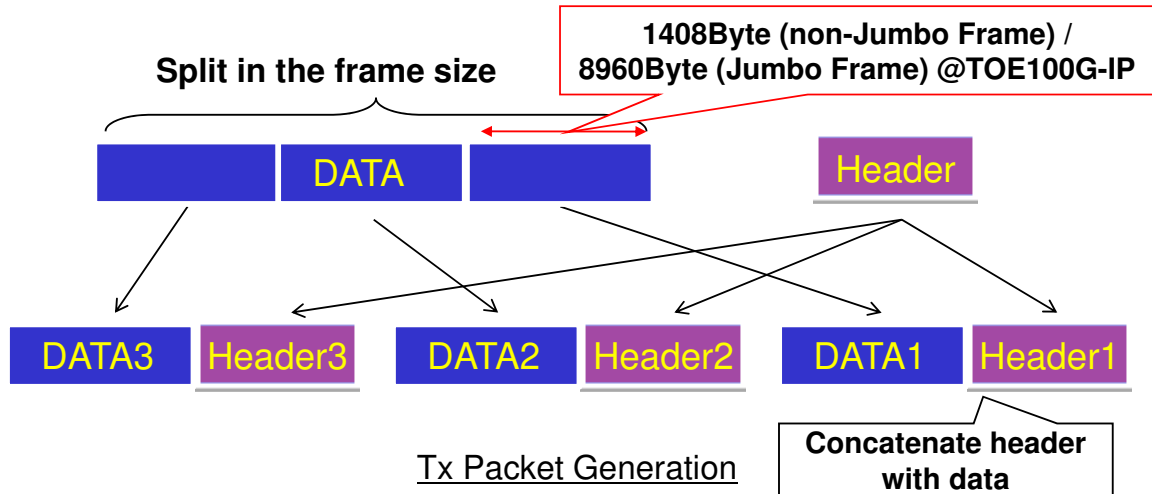 1408Byte (non-Jumbo Frame) /
8960Byte (Jumbo Frame) @TOE100G-IP
Split in the frame size
DATA
Header
DATA3
Header3
DATA2
Header2
DATA1
Header1
Concatenate header
with data
Tx Packet Generation